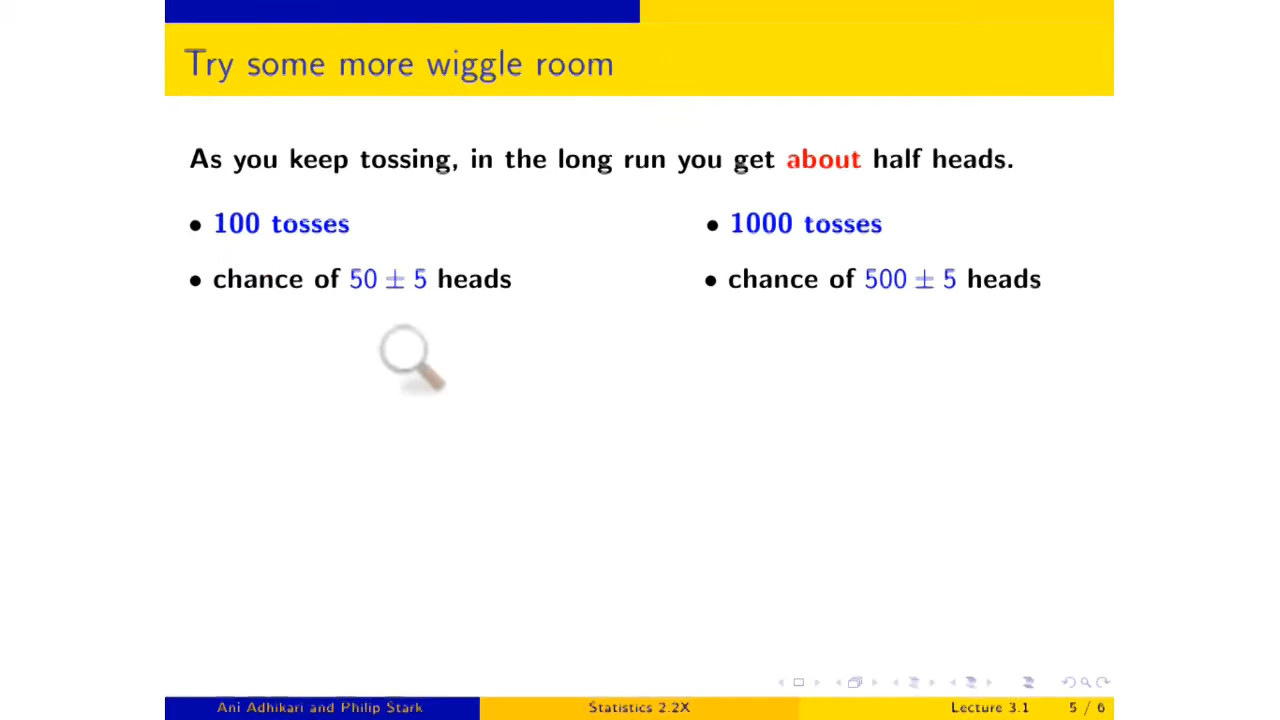 Try some more wiggle room
As you keep tossing, in the long run you get about half heads.
• 100 tosses
• chance of 50 ± 5 heads
• 1000 tosses
• chance of 500 ± 5 heads
Ani Adhikari and Philip Stark
Statistics 2.2X
Lecture 3.1
5 / 6